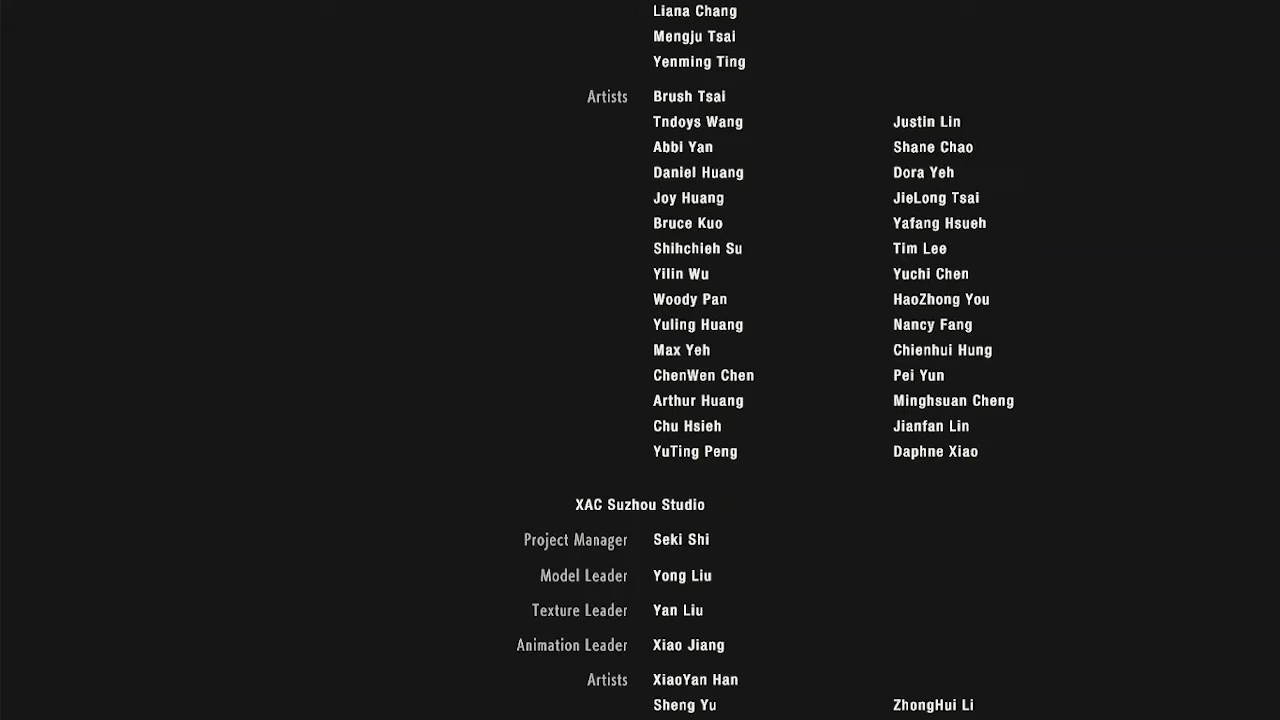 Liana Chang
Mengju Tsai
Yenming Ting
Artists Brush Tsai
Tndoys Wang Justin Lin
Abbi Yan Shane Chao
Daniel Huang Dora Yeh
Joy Huang JieLong Tsai
Bruce Kuo Yafang Hsueh
Shihchieh Su Tim Lee
Yilin Wu Yuchi Chen
Woody Pan HaoZhong You
Yuling Huang Nancy Fang
Max Yeh Chienhui Hung
ChenWen Chen Pei Yun
Arthur Huang Minghsuan Cheng
Chu Hsieh Jianfan Lin
YuTing Peng Daphne Xiao
XAC Suzhou Studio
Project Manager Seki Shi
Model Leader Yong Liu
Texture Leader Yan Liu
Animation Leader Xiao Jiang
Artists XiaoYan Han
Sheng Yu ZhongHui Li